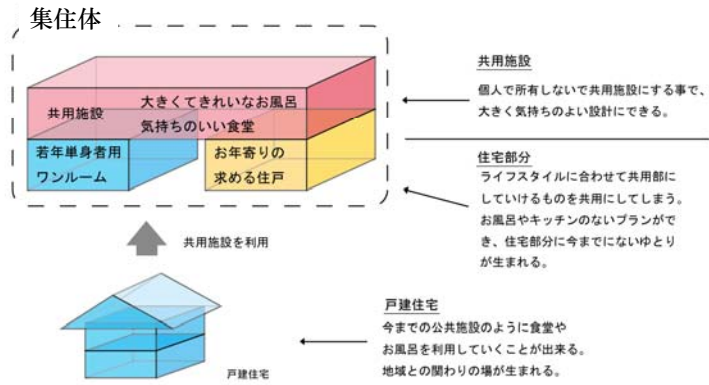 集住体
共用施設
大きくてきれいなお風呂
気持ちのいい食堂
若年単身者用
ワンルーム
お年寄りの
求める住戸
共用施設
個人で所有しないで共用施設にする事で、
大きく気持ちのよい設計にできる。
住宅部分
ライフスタイルに合わせて共用部に
していけるものを共用にしてしまう。
お風呂やキッチンのないプランがで
き、住宅部分に今までにないゆとり
が生まれる。
共用施設を利用
戸建住宅
戸建住宅
今までの公共施設のように食堂や
お風呂を利用していくことが出来る。
地域との関わりの場が生まれる。